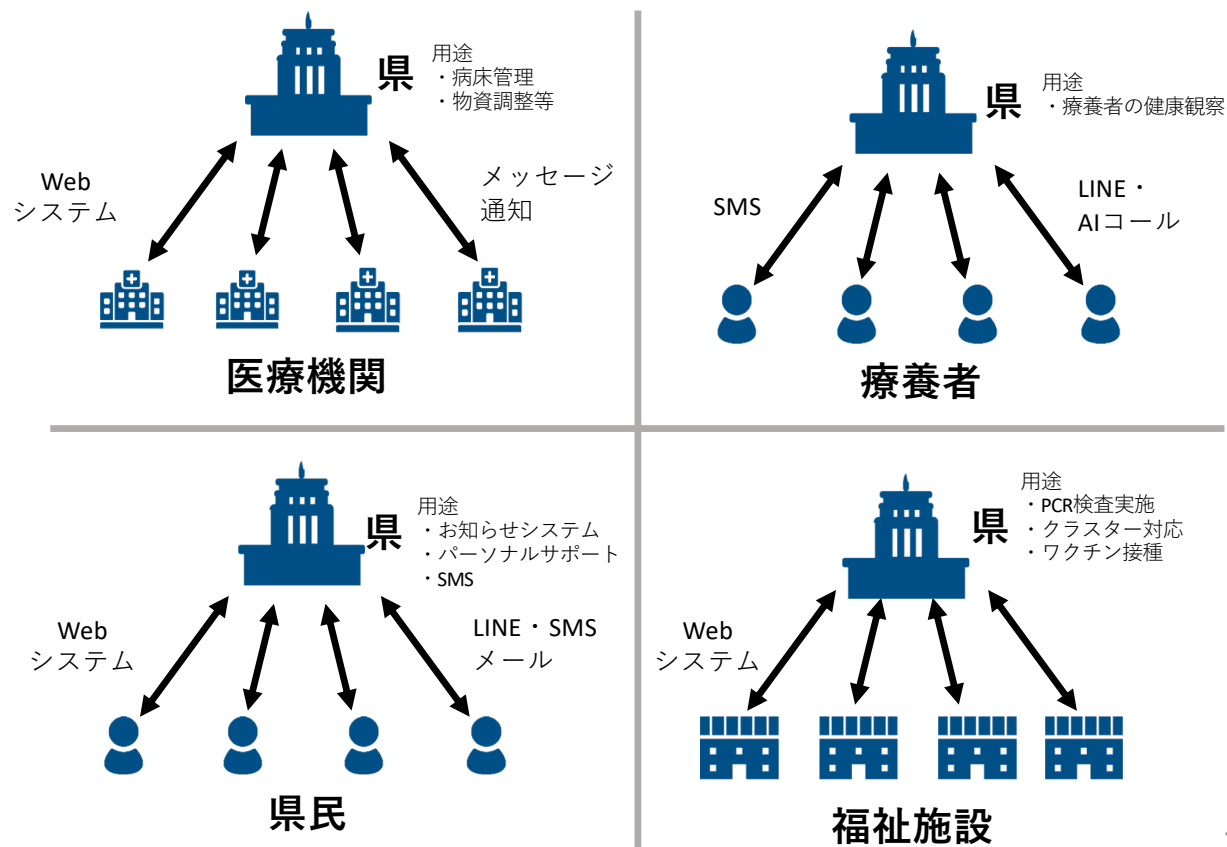 県
用途
・病床管理
・物資調整等
Web
システム
メッセージ
通知
医療機関
県
用途
・療養者の健康観察
SMS
LINE・
AIコール
療養者
県
用途
・お知らせシステム
・パーソナルサポート
・SMS
Web
システム
LINE・SMS
メール
県民
県
用途
・PCR検査実施
・クラスター対応
・ワクチン接種
Web
システム
福祉施設